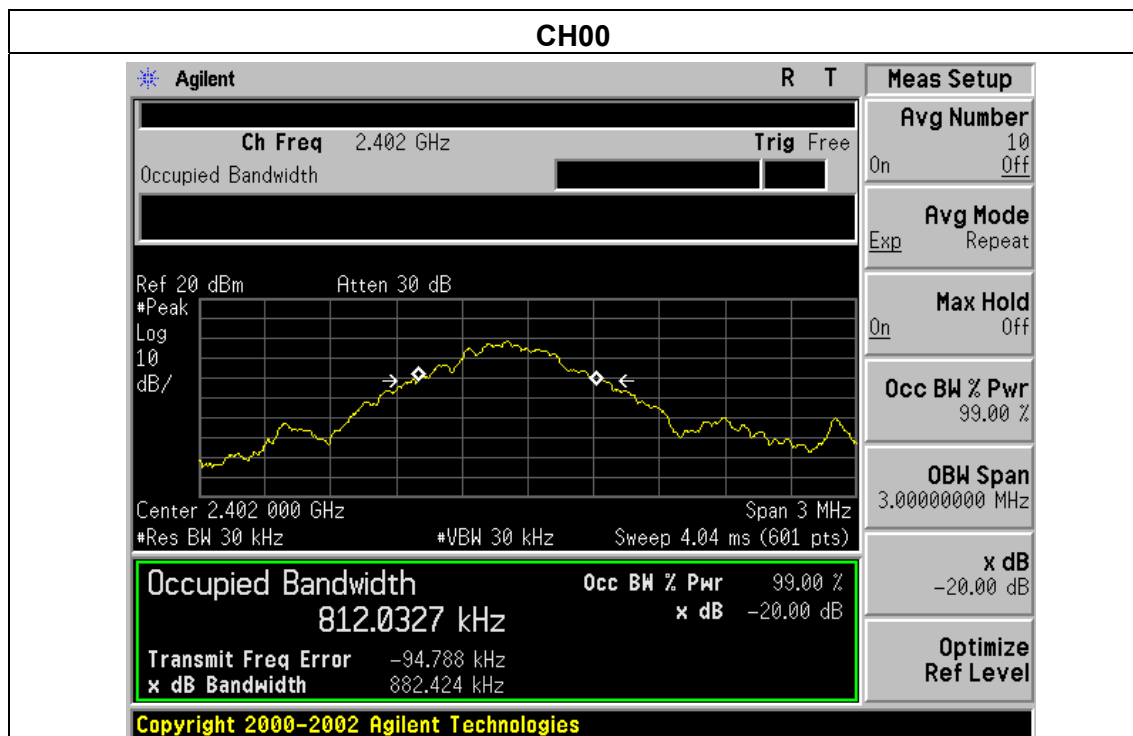 CH00
Agilent R T Meas Setup
Avg Number
10
On Off
Ch Freq 2.402 GHz Trig Free
Occupied Bandwidth
Avg Mode
Exp Repeat
Ref 20 dBm Atten 30 dB
#Peak
Log
10
dB/
Max Hold
On Off
Occ BW % Pwr
99.00 %
OBW Span
3.00000000 MHz
Center 2.402 000 GHz Span 3 MHz
#Res BW 30 kHz #VBW 30 kHz Sweep 4.04 ms (601 pts)
Occupied Bandwidth Occ BW % Pwr 99.00 %
812.0327 kHz x dB -20.00 dB
Transmit Freq Error -94.788 kHz
x dB Bandwidth 882.424 kHz
x dB
-20.00 dB
Optimize
Ref Level
Copyright 2000-2002 Agilent Technologies